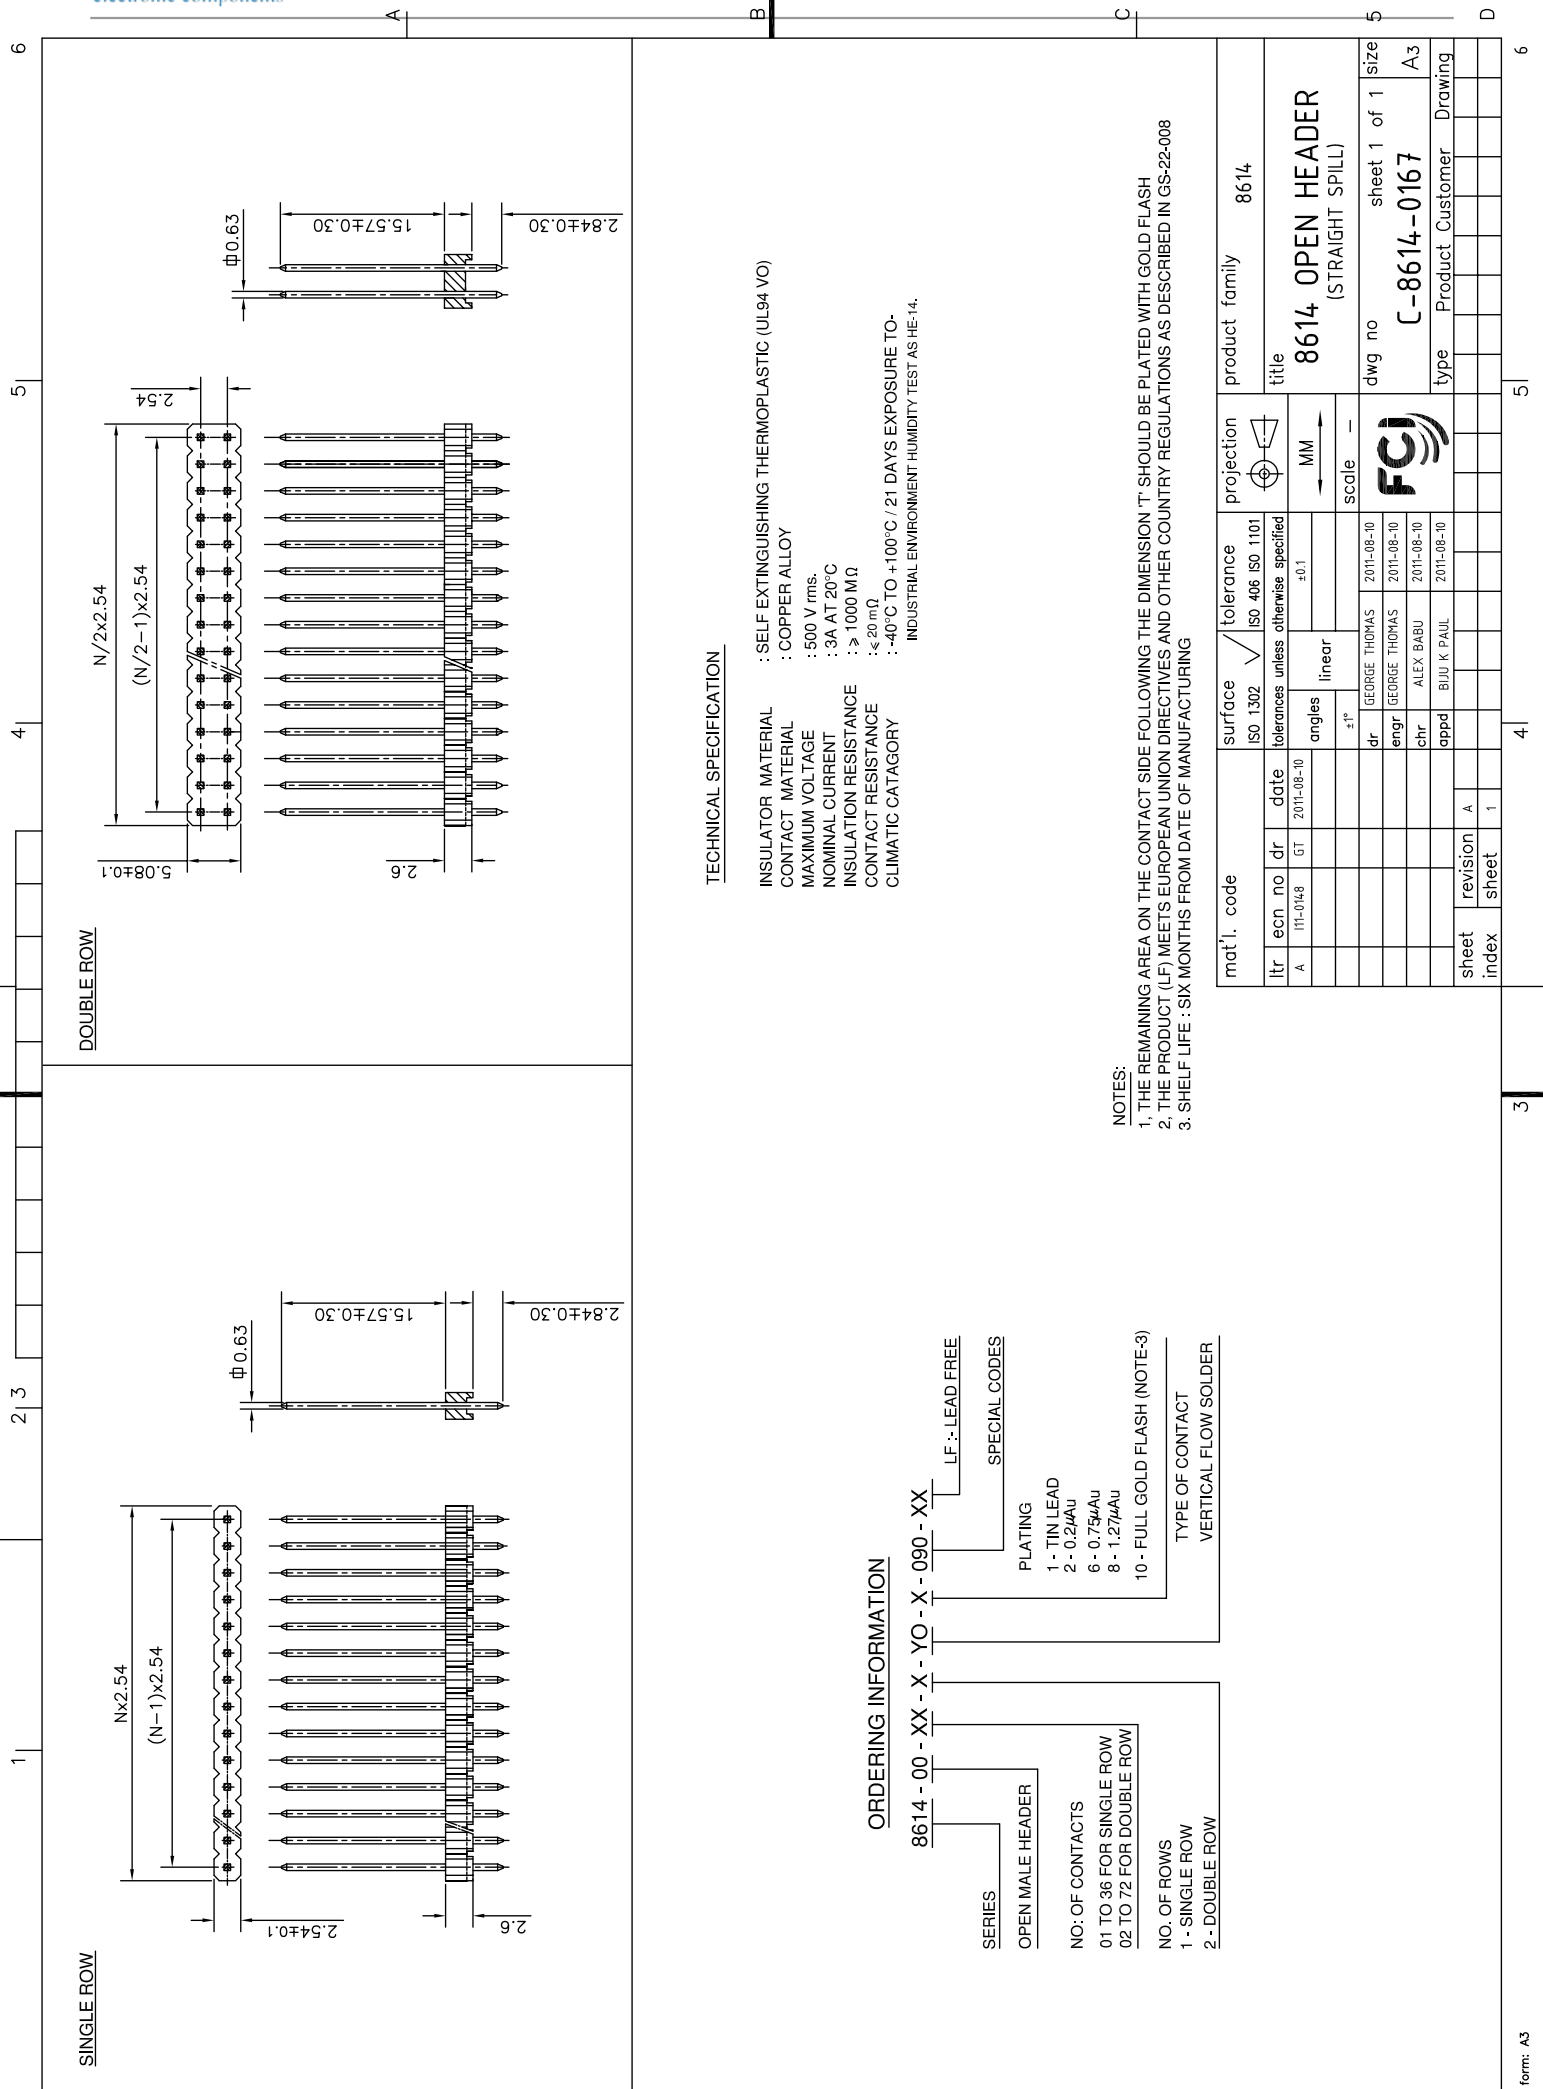 SINGLE ROW
Nx2.54
(N-1)x2.54
2.54±0.1
2.6
0.63
15.57±0.30
2.84±0.30
DOUBLE ROW
N/2x2.54
(N/2-1)x2.54
2.54
5.08±0.1
2.6
0.63
15.57±0.30
2.84±0.30
TECHNICAL SPECIFICATION
INSULATOR MATERIAL : SELF EXTINGUISHING THERMOPLASTIC (UL94 VO)
CONTACT MATERIAL : COPPER ALLOY
MAXIMUM VOLTAGE : 500 V rms.
NOMINAL CURRENT : 3A AT 20°C
INSULATION RESISTANCE : ⩾ 1000 MΩ
CONTACT RESISTANCE : ⩽ 20 mΩ
CLIMATIC CATAGORY : -40°C TO +100°C / 21 DAYS EXPOSURE TO-
INDUSTRIAL ENVIRONMENT HUMIDITY TEST AS HE-14.
ORDERING INFORMATION
8614 - 00 - XX - X - YO - X - 090 - XX
SERIES
OPEN MALE HEADER
NO: OF CONTACTS
01 TO 36 FOR SINGLE ROW
02 TO 72 FOR DOUBLE ROW
NO. OF ROWS
1 - SINGLE ROW
2 - DOUBLE ROW
LF :- LEAD FREE
SPECIAL CODES
PLATING
1 - TIN LEAD
2 - 0.2µAu
6 - 0.75µAu
8 - 1.27µAu
10 - FULL GOLD FLASH (NOTE-3)
TYPE OF CONTACT
VERTICAL FLOW SOLDER
NOTES:
1, THE REMAINING AREA ON THE CONTACT SIDE FOLLOWING THE DIMENSION 'T' SHOULD BE PLATED WITH GOLD FLASH
2, THE PRODUCT (LF) MEETS EUROPEAN UNION DIRECTIVES AND OTHER COUNTRY REGULATIONS AS DESCRIBED IN GS-22-008
3. SHELF LIFE : SIX MONTHS FROM DATE OF MANUFACTURING
mat'l. code
surface
ISO 1302
tolerance
ISO 406 ISO 1101
projection
product family 8614
ltr ecn no dr date
A I11-0148 GT 2011-08-10
tolerances unless otherwise specified
angles
±1°
linear
±0.1
MM
scale —
title
8614 OPEN HEADER
(STRAIGHT SPILL)
dr GEORGE THOMAS 2011-08-10
engr GEORGE THOMAS 2011-08-10
chr ALEX BABU 2011-08-10
appd BIJU K PAUL 2011-08-10
FCI
dwg no sheet 1 of 1 size
C-8614-0167 A3
type Product Customer Drawing
sheet index
revision A
sheet 1
1
2
3
4
5
6
A
B
C
D
3
4
5
6
5
form: A3